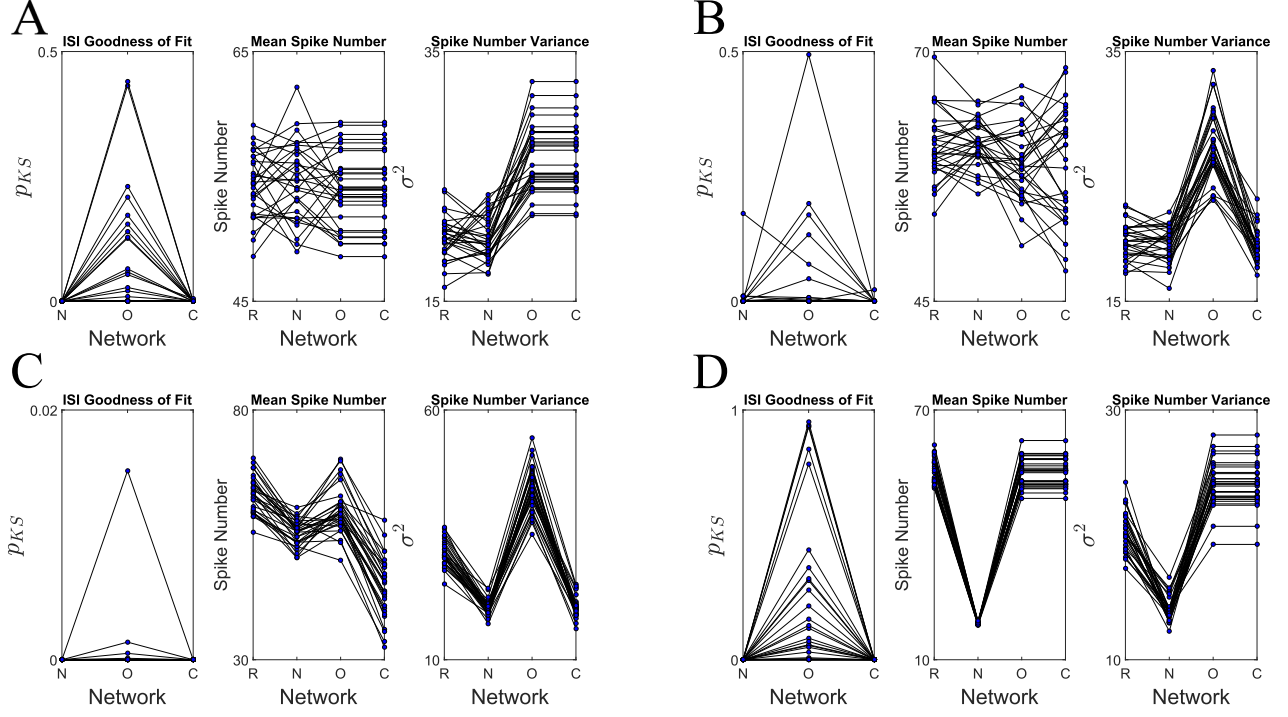 A
ISI Goodness of Fit
Mean Spike Number
Spike Number Variance
0.5
65
35
p_KS
Spike Number
σ²
0
45
15
N O C
R N O C
R N O C
Network
Network
Network
B
ISI Goodness of Fit
Mean Spike Number
Spike Number Variance
0.5
70
35
p_KS
Spike Number
σ²
0
45
15
N O C
R N O C
R N O C
Network
Network
Network
C
ISI Goodness of Fit
Mean Spike Number
Spike Number Variance
0.02
80
60
p_KS
Spike Number
σ²
0
30
10
N O C
R N O C
R N O C
Network
Network
Network
D
ISI Goodness of Fit
Mean Spike Number
Spike Number Variance
1
70
30
p_KS
Spike Number
σ²
0
10
10
N O C
R N O C
R N O C
Network
Network
Network